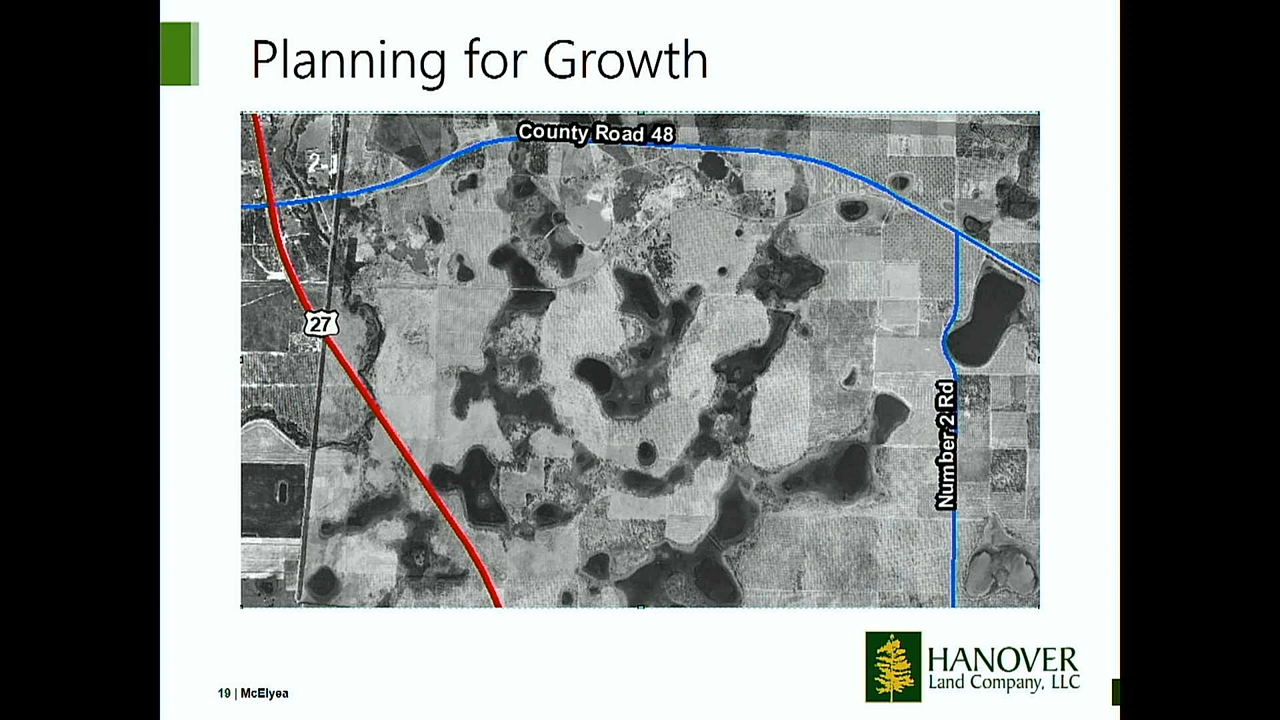 Planning for Growth
County Road 48
2-1
27
Number 2 Rd
HANOVER
Land Company, LLC
19 | McElyea